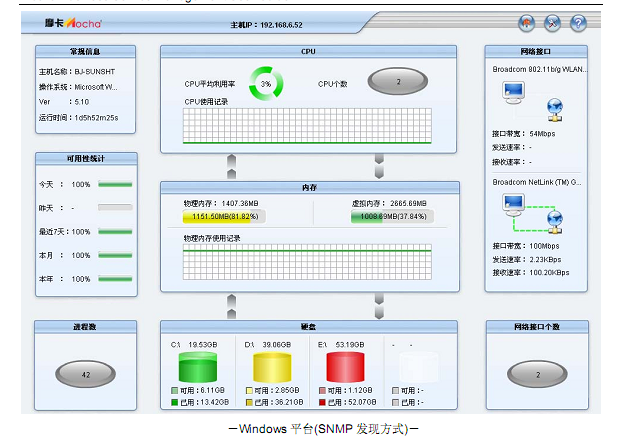 摩卡 Mocha
主机IP：192.168.6.52
常规信息
主机名称：BJ-SUNSHT
操作系统：Microsoft W...
Ver ：5.10
运行时间：1d5h52m25s
可用性统计
今天 ： 100%
昨天 ： -
最近7天： 100%
本月 ： 100%
本年 ： 100%
进程数
42
CPU
CPU平均利用率
3%
CPU个数
2
CPU使用记录
内存
物理内存： 1407.36MB
1151.50MB(81.82%)
虚拟内存： 2665.69MB
1008.69MB(37.84%)
物理内存使用记录
硬盘
C:\ 19.53GB
可用：6.11GB
已用：13.42GB
D:\ 39.06GB
可用：2.85GB
已用：36.21GB
E:\ 53.19GB
可用：1.12GB
已用：52.07GB
- -
可用：-
已用：-
网络接口
Broadcom 802.11b/g WLAN..
接口带宽： 54Mbps
发送速率： -
接收速率： -
Broadcom NetLink (TM) G...
接口带宽： 100Mbps
发送速率： 2.23KBps
接收速率： 100.20KBps
网络接口个数
2
－Windows 平台(SNMP 发现方式)－